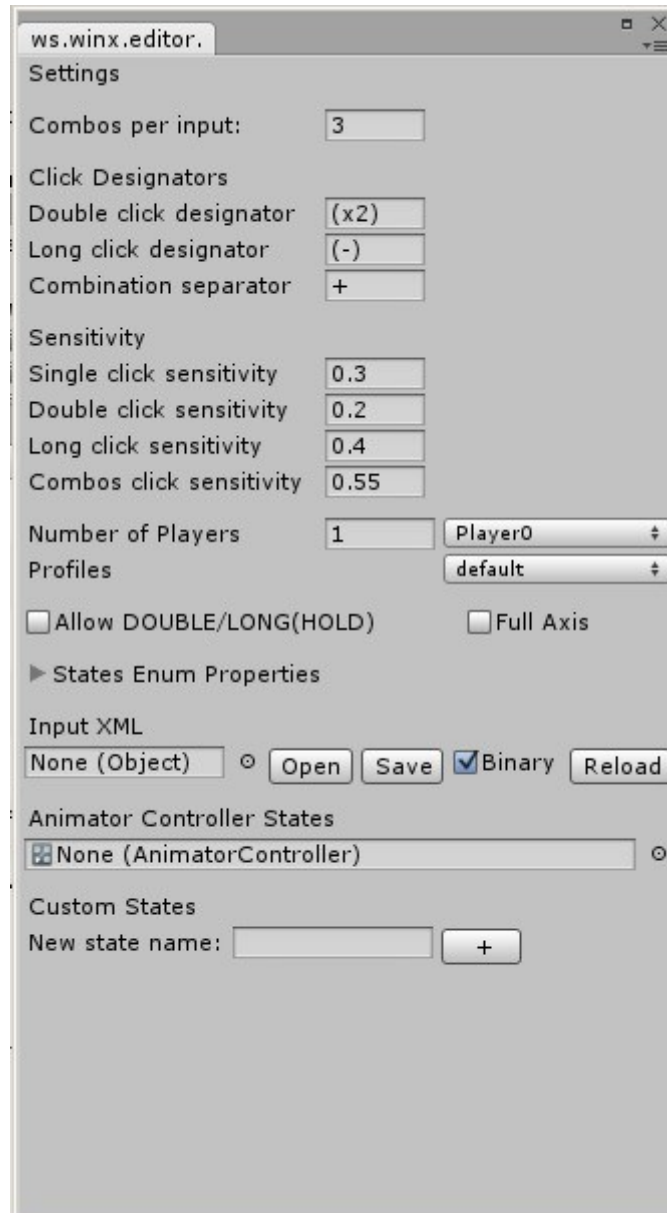 ws.winx.editor.
Settings
Combos per input: 3
Click Designators
Double click designator (x2)
Long click designator (-)
Combination separator +
Sensitivity
Single click sensitivity 0.3
Double click sensitivity 0.2
Long click sensitivity 0.4
Combos click sensitivity 0.55
Number of Players 1 Player0
Profiles default
Allow DOUBLE/LONG(HOLD) Full Axis
States Enum Properties
Input XML
None (Object) Open Save Binary Reload
Animator Controller States
None (AnimatorController)
Custom States
New state name: +